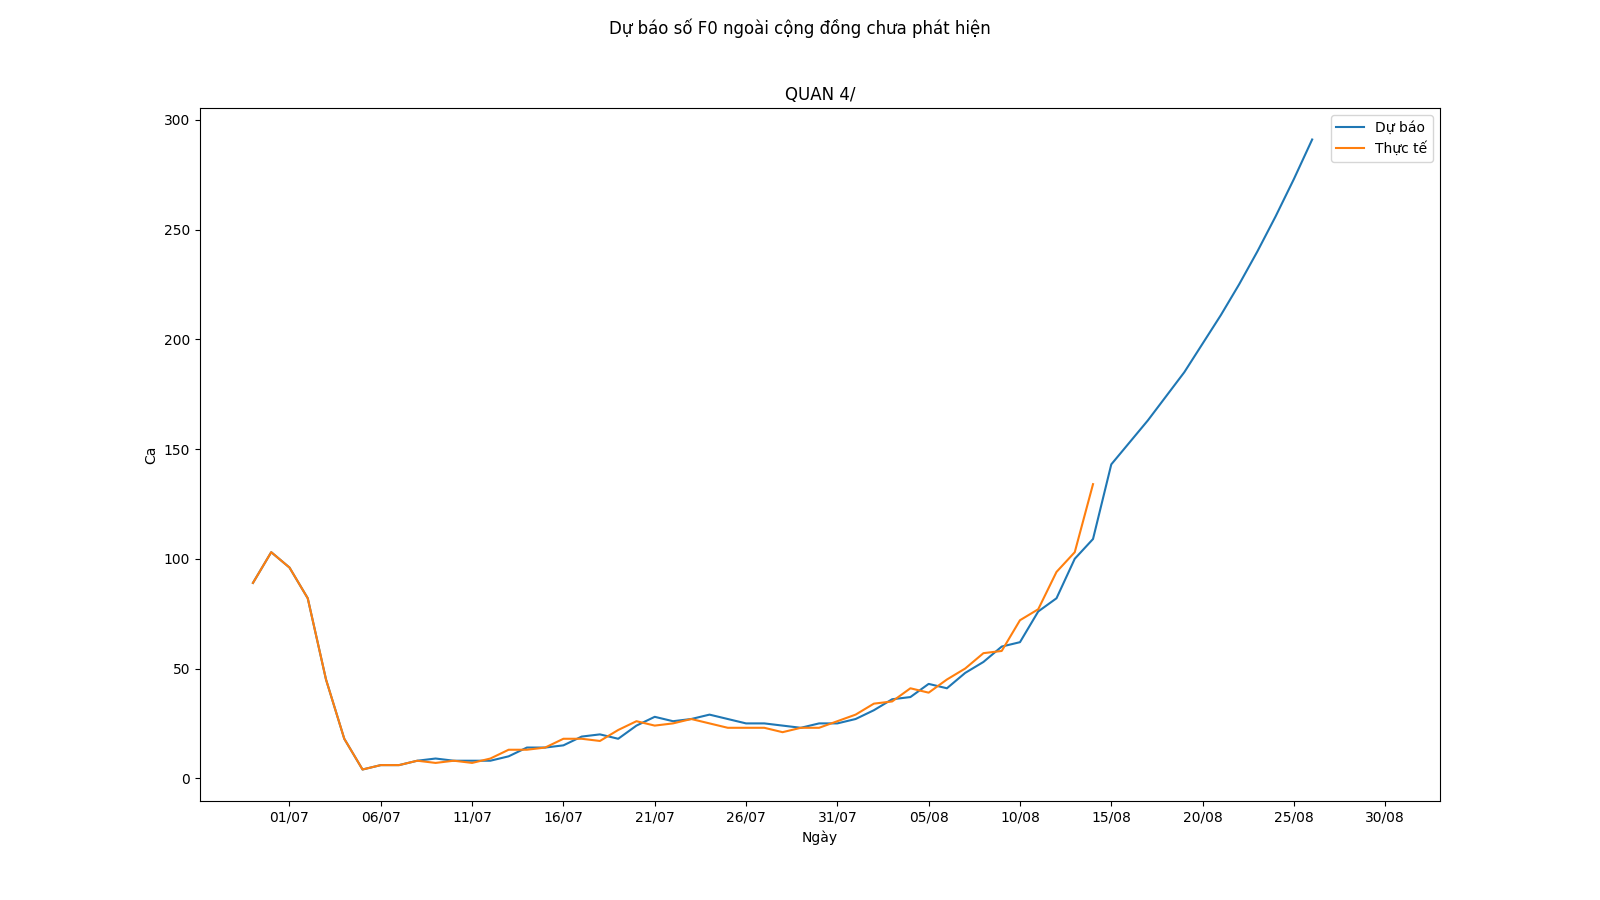 Dự báo số F0 ngoài cộng đồng chưa phát hiện
QUAN 4/
Dự báo
Thực tế
Ca
300
250
200
150
100
50
0
01/07 06/07 11/07 16/07 21/07 26/07 31/07 05/08 10/08 15/08 20/08 25/08 30/08
Ngày